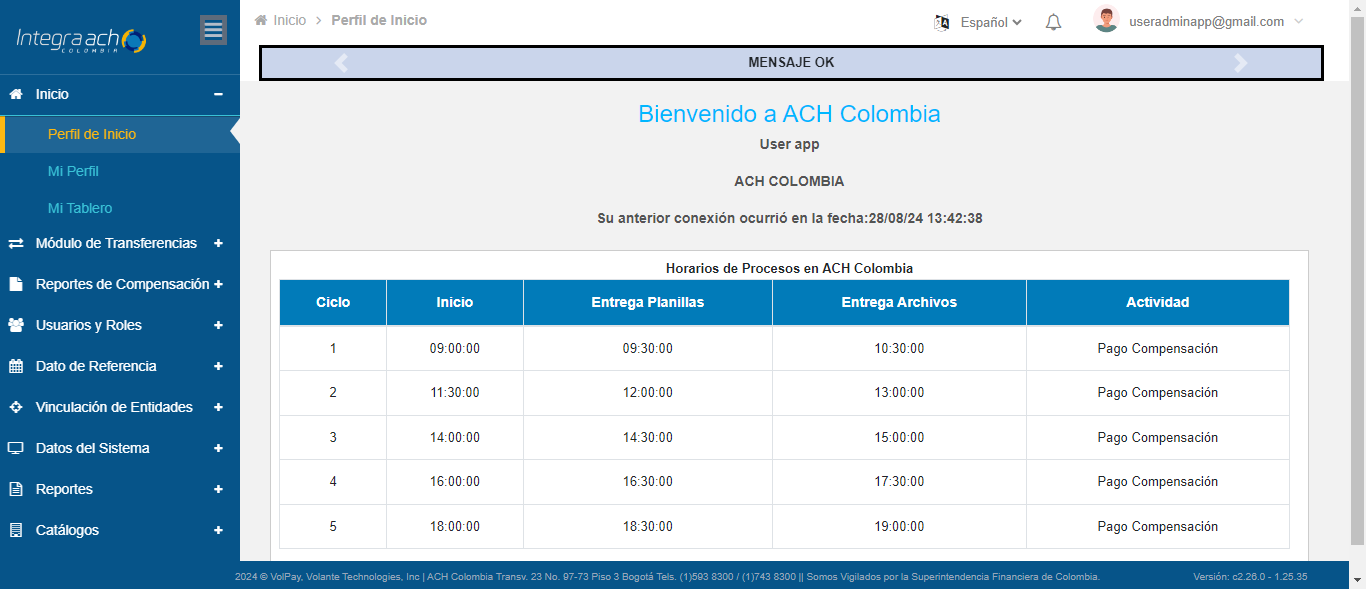 Integra ach
COLOMBIA
Inicio
Perfil de Inicio
Mi Perfil
Mi Tablero
Módulo de Transferencias +
Reportes de Compensación +
Usuarios y Roles +
Dato de Referencia +
Vinculación de Entidades +
Datos del Sistema +
Reportes +
Catálogos +
Inicio > Perfil de Inicio
Español
useradminapp@gmail.com
MENSAJE OK
Bienvenido a ACH Colombia
User app
ACH COLOMBIA
Su anterior conexión ocurrió en la fecha:28/08/24 13:42:38
Horarios de Procesos en ACH Colombia
Ciclo Inicio Entrega Planillas Entrega Archivos Actividad
1 09:00:00 09:30:00 10:30:00 Pago Compensación
2 11:30:00 12:00:00 13:00:00 Pago Compensación
3 14:00:00 14:30:00 15:00:00 Pago Compensación
4 16:00:00 16:30:00 17:30:00 Pago Compensación
5 18:00:00 18:30:00 19:00:00 Pago Compensación
2024 © VolPay, Volante Technologies, Inc | ACH Colombia Transv. 23 No. 97-73 Piso 3 Bogotá Tels. (1)593 8300 / (1)743 8300 || Somos Vigilados por la Superintendencia Financiera de Colombia.
Versión: c2.26.0 - 1.25.35